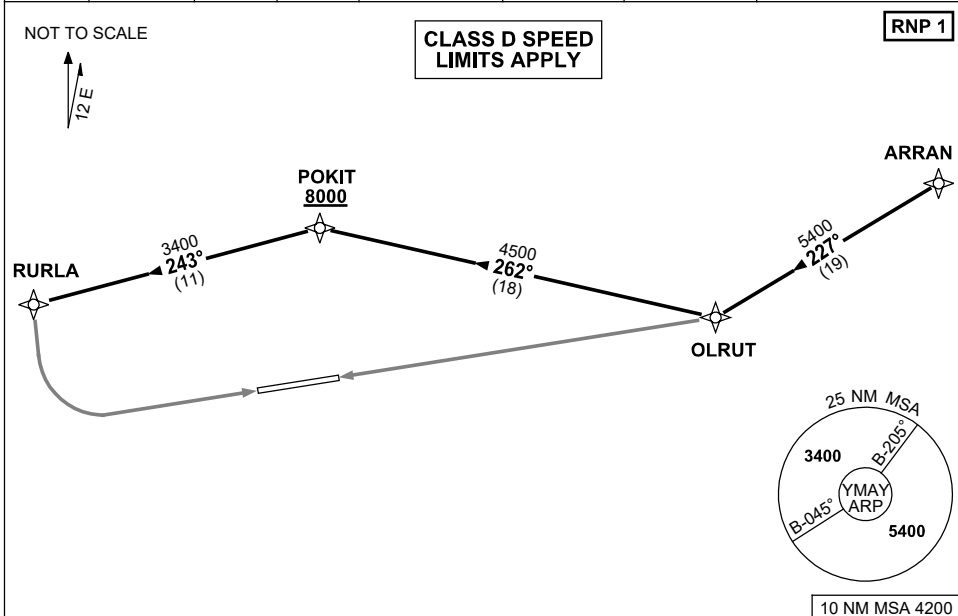 NOT TO SCALE
12 E
CLASS D SPEED
LIMITS APPLY
RNP 1
ARRAN
POKIT
8000
5400
227°
(19)
3400
243°
(11)
4500
262°
(18)
RURLA
OLRUT
25 NM MSA
3400
B-205°
YMAY
ARP
B-045°
5400
10 NM MSA 4200